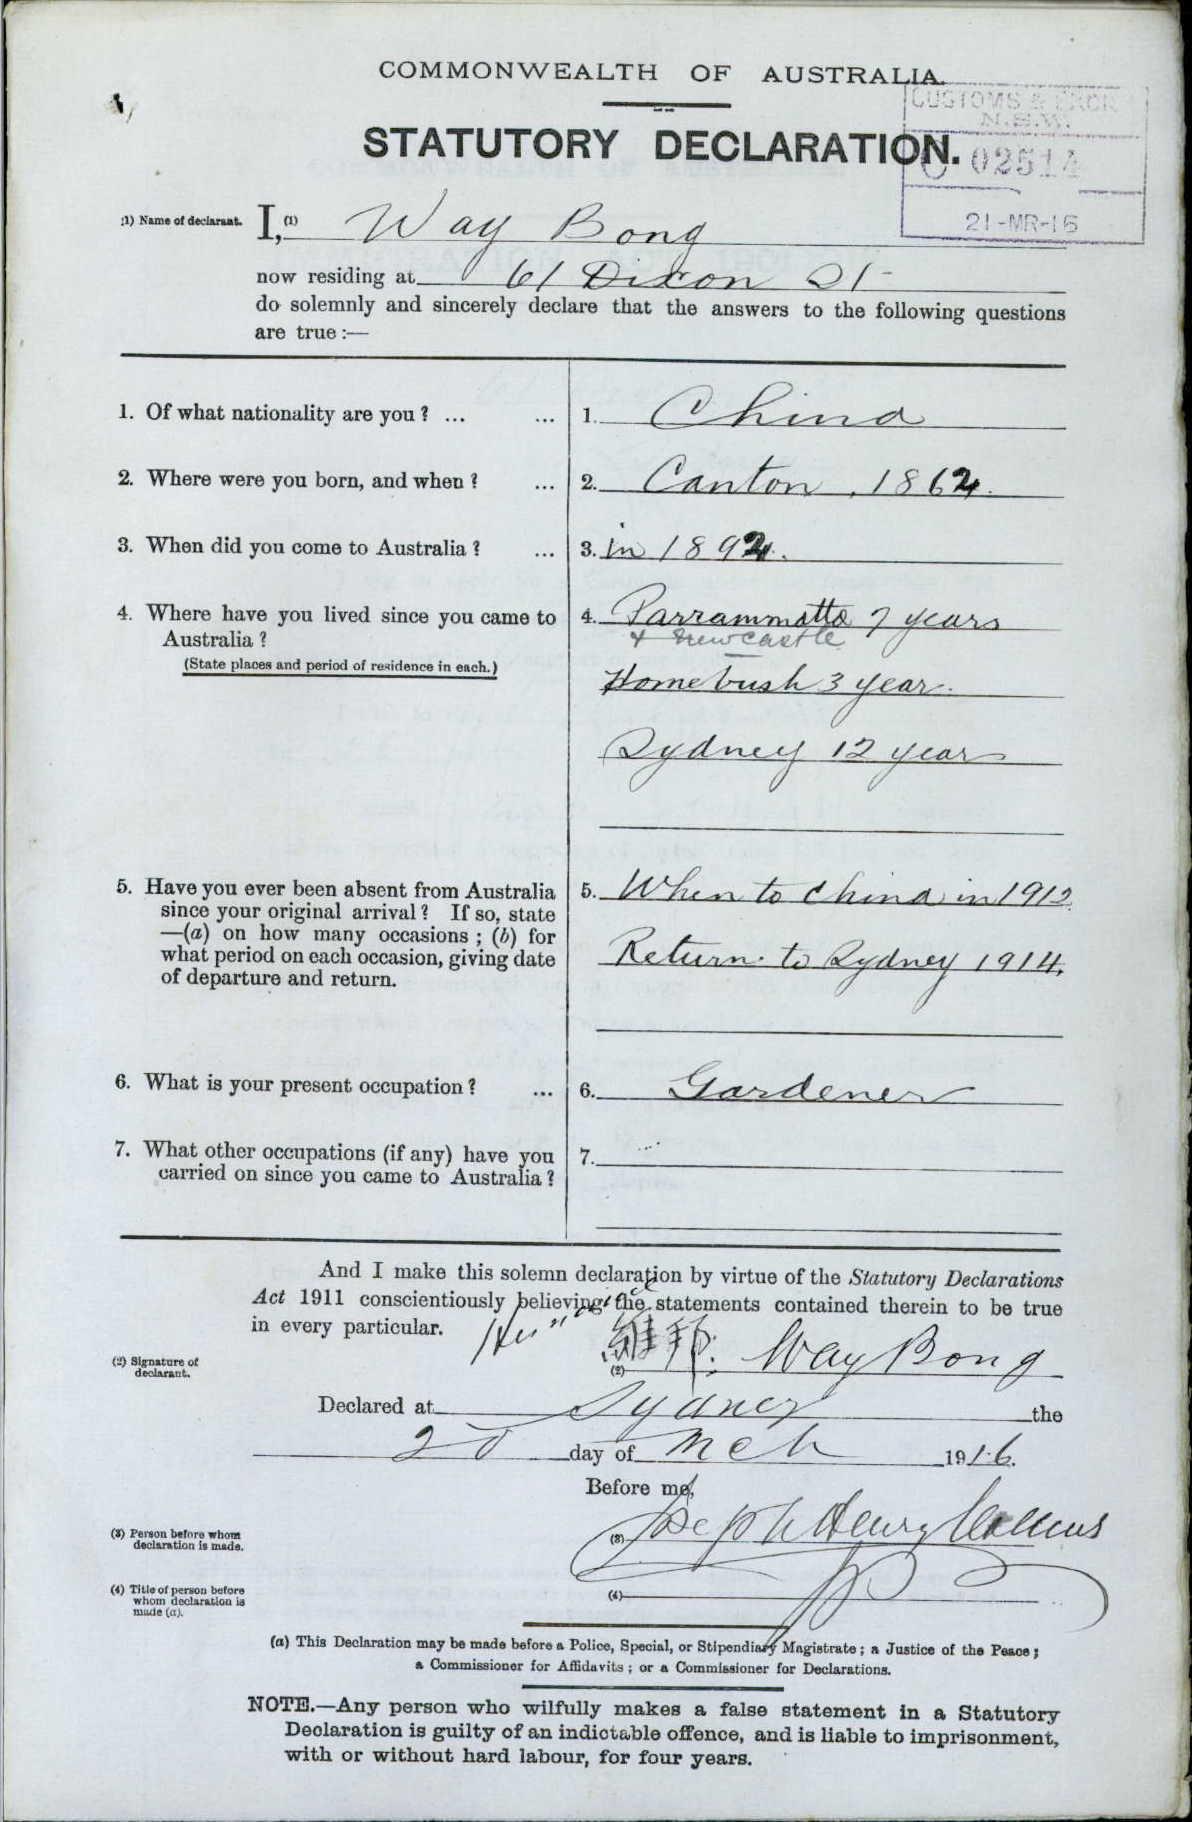 COMMONWEALTH OF AUSTRALIA.
CUSTOMS & EXCISE
N.S.W.
STATUTORY DECLARATION.
C 02514
21-MR-16
(1) Name of declarant. I, (1) Way Bong
now residing at 61 Dixon St
do solemnly and sincerely declare that the answers to the following questions
are true :—
1. Of what nationality are you ? ... ... 1. China
2. Where were you born, and when ? ... 2. Canton, 1862.
3. When did you come to Australia ? ... 3. in 1892.
4. Where have you lived since you came to 4. Parrammatta 7 years
Australia ? & Newcastle
(State places and period of residence in each.) Homebush 3 year.
Sydney 12 years
5. Have you ever been absent from Australia 5. When to China in 1912.
since your original arrival ? If so, state
—(a) on how many occasions ; (b) for Return to Sydney 1914.
what period on each occasion, giving date
of departure and return.
6. What is your present occupation ? ... 6. Gardener
7. What other occupations (if any) have you 7.
carried on since you came to Australia ?
And I make this solemn declaration by virtue of the Statutory Declarations
Act 1911 conscientiously believing the statements contained therein to be true
in every particular.
(2) Signature of
declarant. (2) 維邦. Way Bong
Declared at Sydney the
20 day of Mch 1916.
Before me,
(3) Person before whom
declaration is made. (3) Joseph Henry Collins
(4) Title of person before
whom declaration is
made (a). (4) JP
(a) This Declaration may be made before a Police, Special, or Stipendiary Magistrate ; a Justice of the Peace ;
a Commissioner for Affidavits ; or a Commissioner for Declarations.
NOTE.—Any person who wilfully makes a false statement in a Statutory
Declaration is guilty of an indictable offence, and is liable to imprisonment,
with or without hard labour, for four years.